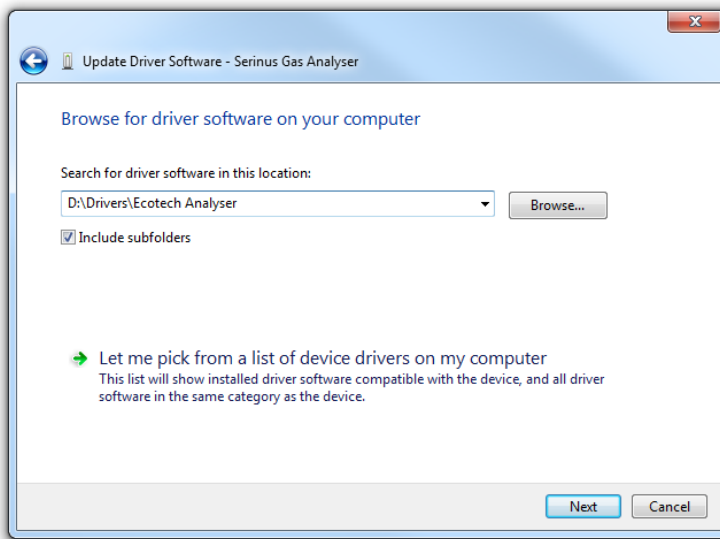 Update Driver Software - Serinus Gas Analyser
Browse for driver software on your computer
Search for driver software in this location:
D:\Drivers\Ecotech Analyser
Browse...
Include subfolders
Let me pick from a list of device drivers on my computer
This list will show installed driver software compatible with the device, and all driver
software in the same category as the device.
Next
Cancel